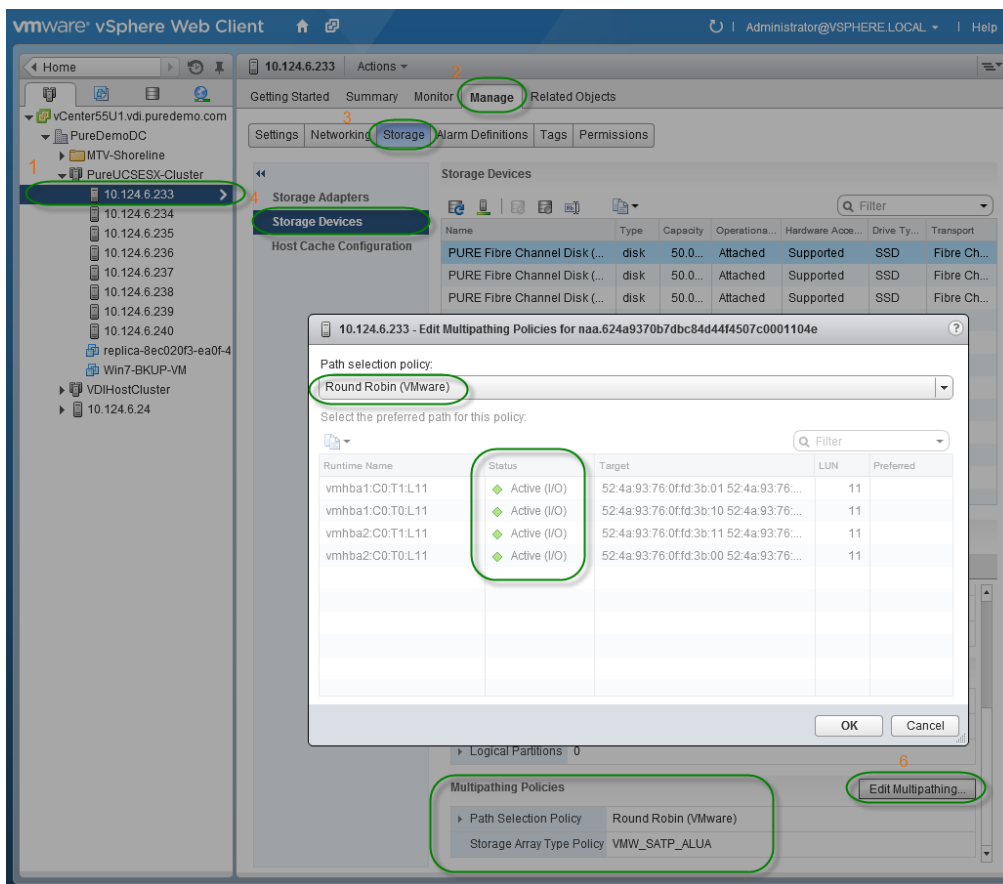 vmware® vSphere Web Client
Administrator@VSPHERE.LOCAL
Help
Home
10.124.6.233
Actions
2
Getting Started
Summary
Monitor
Manage
Related Objects
3
Settings
Networking
Storage
Alarm Definitions
Tags
Permissions
vCenter55U1.vdi.puredemo.com
PureDemoDC
MTV-Shoreline
1
PureUCSESX-Cluster
10.124.6.233
10.124.6.234
10.124.6.235
10.124.6.236
10.124.6.237
10.124.6.238
10.124.6.239
10.124.6.240
replica-8ec020f3-ea0f-4
Win7-BKUP-VM
VDIHostCluster
10.124.6.24
4
Storage Adapters
Storage Devices
Host Cache Configuration
Storage Devices
Filter
Name Type Capacity Operationa... Hardware Acce... Drive Ty... Transport
PURE Fibre Channel Disk (... disk 50.0... Attached Supported SSD Fibre Ch...
PURE Fibre Channel Disk (... disk 50.0... Attached Supported SSD Fibre Ch...
PURE Fibre Channel Disk (... disk 50.0... Attached Supported SSD Fibre Ch...
10.124.6.233 - Edit Multipathing Policies for naa.624a9370b7dbc84d44f4507c0001104e
?
Path selection policy:
Round Robin (VMware)
Select the preferred path for this policy:
Filter
Runtime Name Status Target LUN Preferred
vmhba1:C0:T1:L11 Active (I/O) 52:4a:93:76:0f:fd:3b:01 52:4a:93:76:... 11
vmhba1:C0:T0:L11 Active (I/O) 52:4a:93:76:0f:fd:3b:10 52:4a:93:76:... 11
vmhba2:C0:T1:L11 Active (I/O) 52:4a:93:76:0f:fd:3b:11 52:4a:93:76:... 11
vmhba2:C0:T0:L11 Active (I/O) 52:4a:93:76:0f:fd:3b:00 52:4a:93:76:... 11
OK
Cancel
Logical Partitions 0
6
Multipathing Policies
Edit Multipathing...
Path Selection Policy Round Robin (VMware)
Storage Array Type Policy VMW_SATP_ALUA